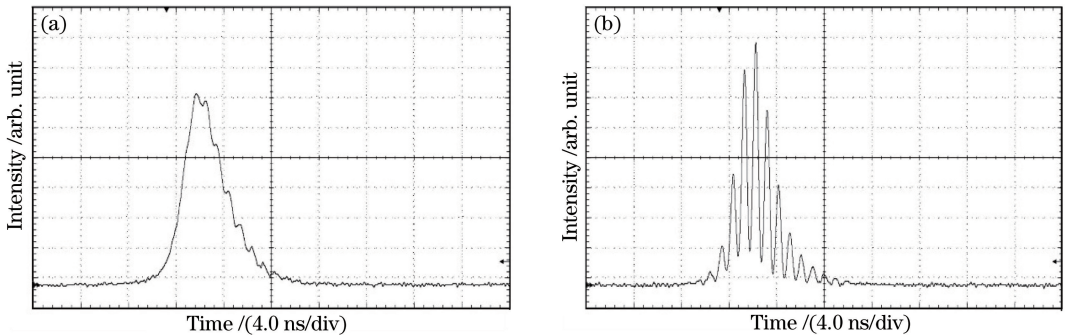 (a)
Intensity /arb. unit
Time /(4.0 ns/div)
(b)
Intensity /arb. unit
Time /(4.0 ns/div)